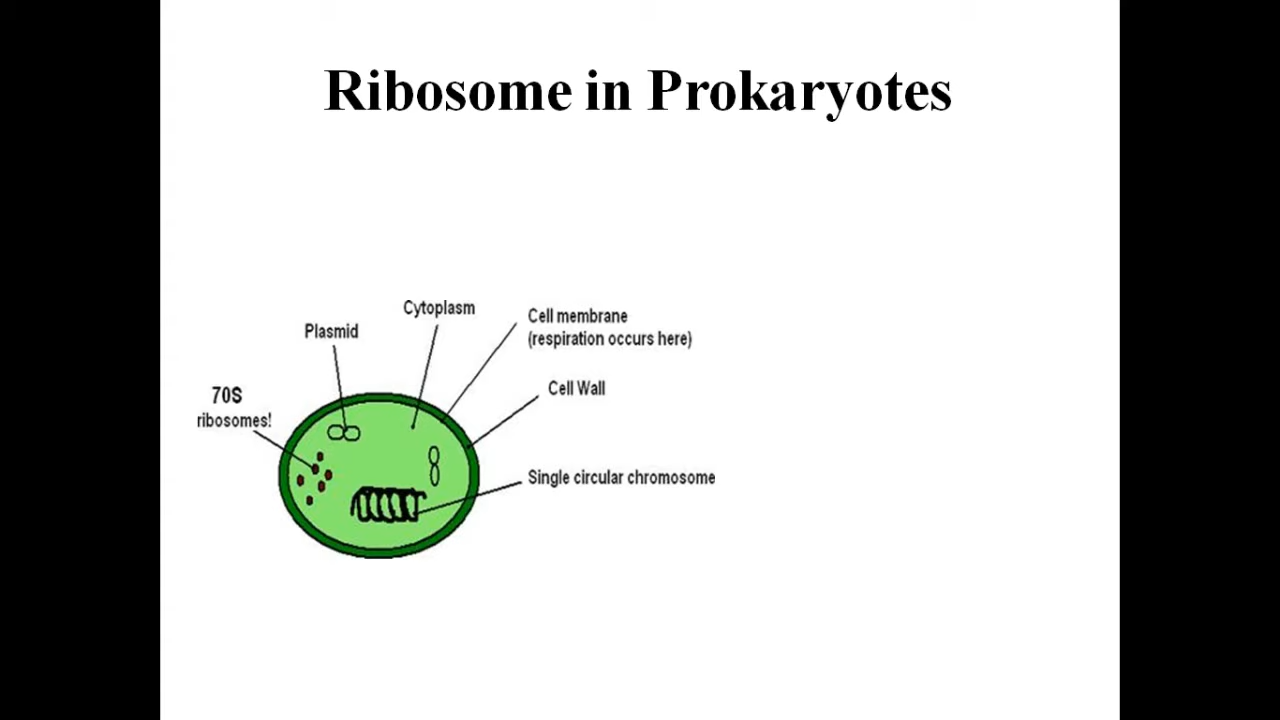 Ribosome in Prokaryotes
Cytoplasm
Plasmid
Cell membrane
(respiration occurs here)
Cell Wall
70S
ribosomes!
Single circular chromosome